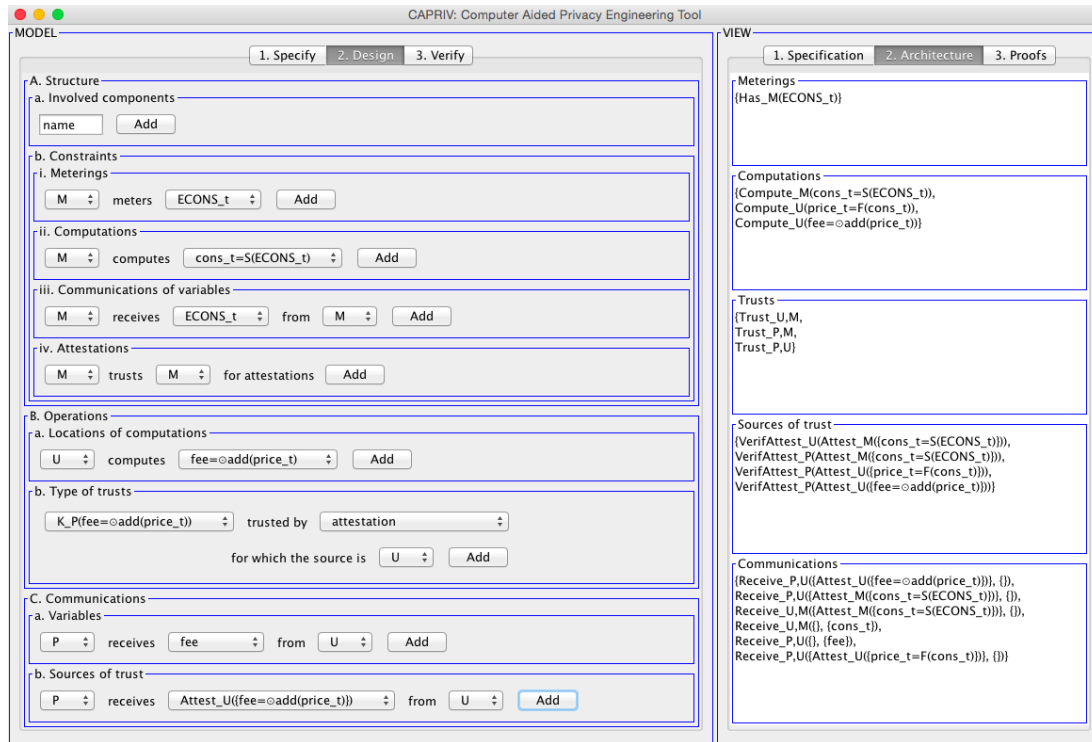 CAPRIV: Computer Aided Privacy Engineering Tool
MODEL
1. Specify 2. Design 3. Verify
A. Structure
a. Involved components
name Add
b. Constraints
i. Meterings
M meters ECONS_t Add
ii. Computations
M computes cons_t=S(ECONS_t) Add
iii. Communications of variables
M receives ECONS_t from M Add
iv. Attestations
M trusts M for attestations Add
B. Operations
a. Locations of computations
U computes fee=⊙add(price_t) Add
b. Type of trusts
K_P(fee=⊙add(price_t)) trusted by attestation
for which the source is U Add
C. Communications
a. Variables
P receives fee from U Add
b. Sources of trust
P receives Attest_U({fee=⊙add(price_t)}) from U Add
VIEW
1. Specification 2. Architecture 3. Proofs
Meterings
{Has_M(ECONS_t)}
Computations
{Compute_M(cons_t=S(ECONS_t)),
Compute_U(price_t=F(cons_t)),
Compute_U(fee=⊙add(price_t))}
Trusts
{Trust_U,M,
Trust_P,M,
Trust_P,U}
Sources of trust
{VerifAttest_U(Attest_M({cons_t=S(ECONS_t)})),
VerifAttest_P(Attest_M({cons_t=S(ECONS_t)})),
VerifAttest_P(Attest_U({price_t=F(cons_t)})),
VerifAttest_P(Attest_U({fee=⊙add(price_t)}))}
Communications
{Receive_P,U({Attest_U({fee=⊙add(price_t)})}, {}),
Receive_P,U({Attest_M({cons_t=S(ECONS_t)})}, {}),
Receive_U,M({Attest_M({cons_t=S(ECONS_t)})}, {}),
Receive_U,M({}, {cons_t}),
Receive_P,U({}, {fee}),
Receive_P,U({Attest_U({price_t=F(cons_t)})}, {})}